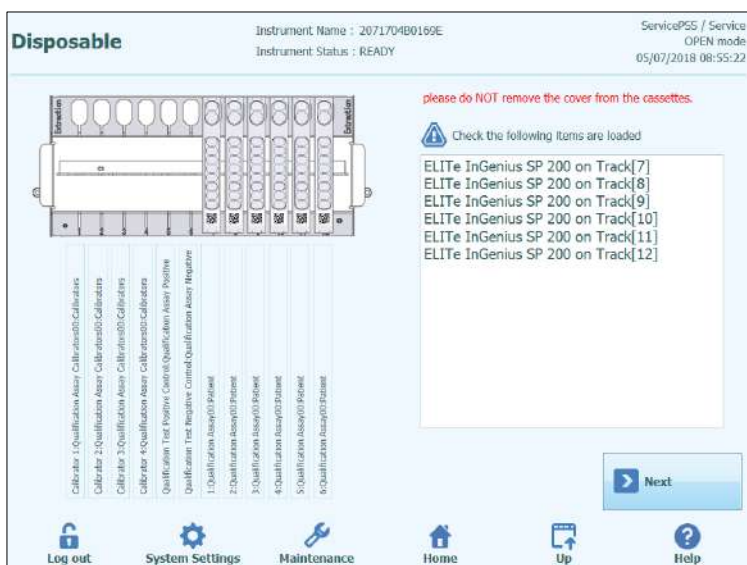 Disposable
Instrument Name : 2071704B0169E
Instrument Status : READY
ServicePSS / Service
OPEN mode
05/07/2018 08:55:22
please do NOT remove the cover from the cassettes.
Check the following items are loaded
ELITe InGenius SP 200 on Track[7]
ELITe InGenius SP 200 on Track[8]
ELITe InGenius SP 200 on Track[9]
ELITe InGenius SP 200 on Track[10]
ELITe InGenius SP 200 on Track[11]
ELITe InGenius SP 200 on Track[12]
Extraction
Extraction
1 2 3 4 5 6
Calibrator 1:Qualification Assay Calibrators00:Calibrators
Calibrator 2:Qualification Assay Calibrators00:Calibrators
Calibrator 3:Qualification Assay Calibrators00:Calibrators
Calibrator 4:Qualification Assay Calibrators00:Calibrators
Qualification Test Positive Control:Qualification Assay Positive
Qualification Test Negative Control:Qualification Assay Negative
1:Qualification Assay00:Patient
2:Qualification Assay00:Patient
3:Qualification Assay00:Patient
4:Qualification Assay00:Patient
5:Qualification Assay00:Patient
6:Qualification Assay00:Patient
Next
Log out
System Settings
Maintenance
Home
Up
Help